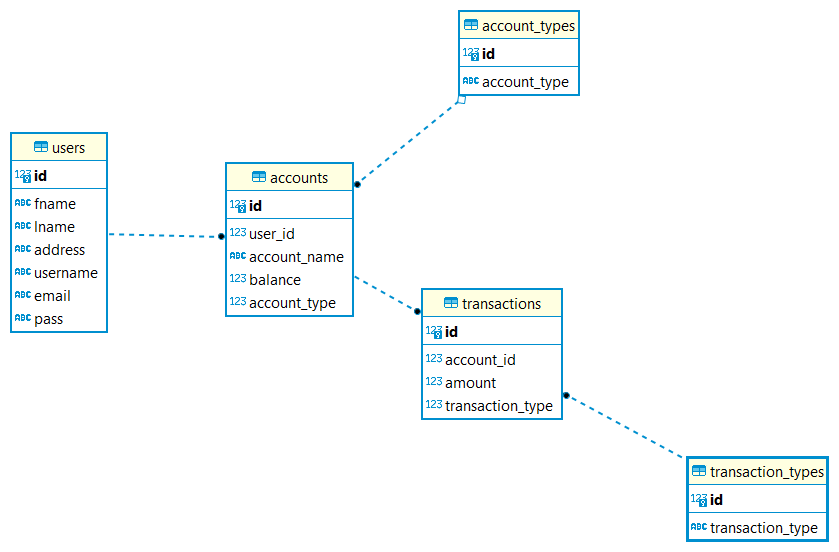 account_types
123 id
ABC account_type
users
123 id
ABC fname
ABC lname
ABC address
ABC username
ABC email
ABC pass
accounts
123 id
123 user_id
ABC account_name
123 balance
123 account_type
transactions
123 id
123 account_id
123 amount
123 transaction_type
transaction_types
123 id
ABC transaction_type